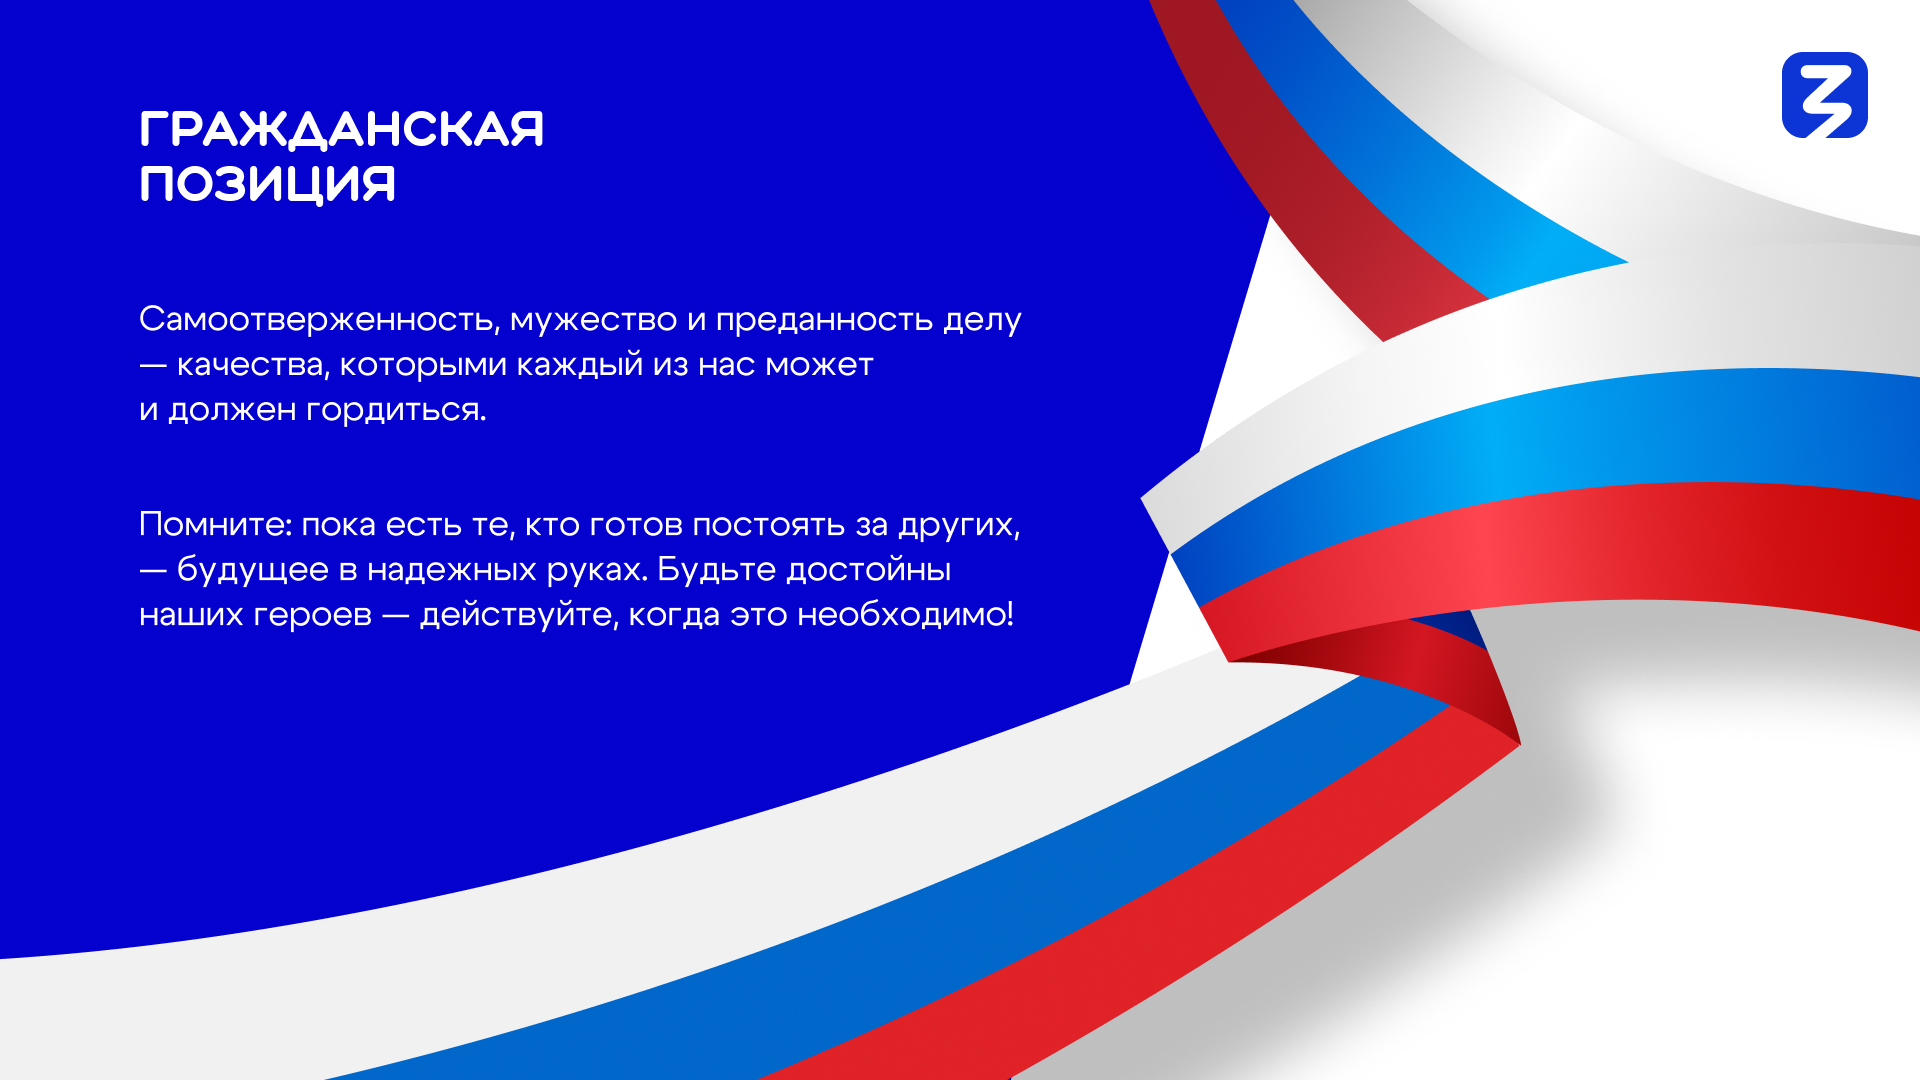 ГРАЖДАНСКАЯ
ПОЗИЦИЯ
Самоотверженность, мужество и преданность делу
— качества, которыми каждый из нас может
и должен гордиться.
Помните: пока есть те, кто готов постоять за других,
— будущее в надежных руках. Будьте достойны
наших героев — действуйте, когда это необходимо!